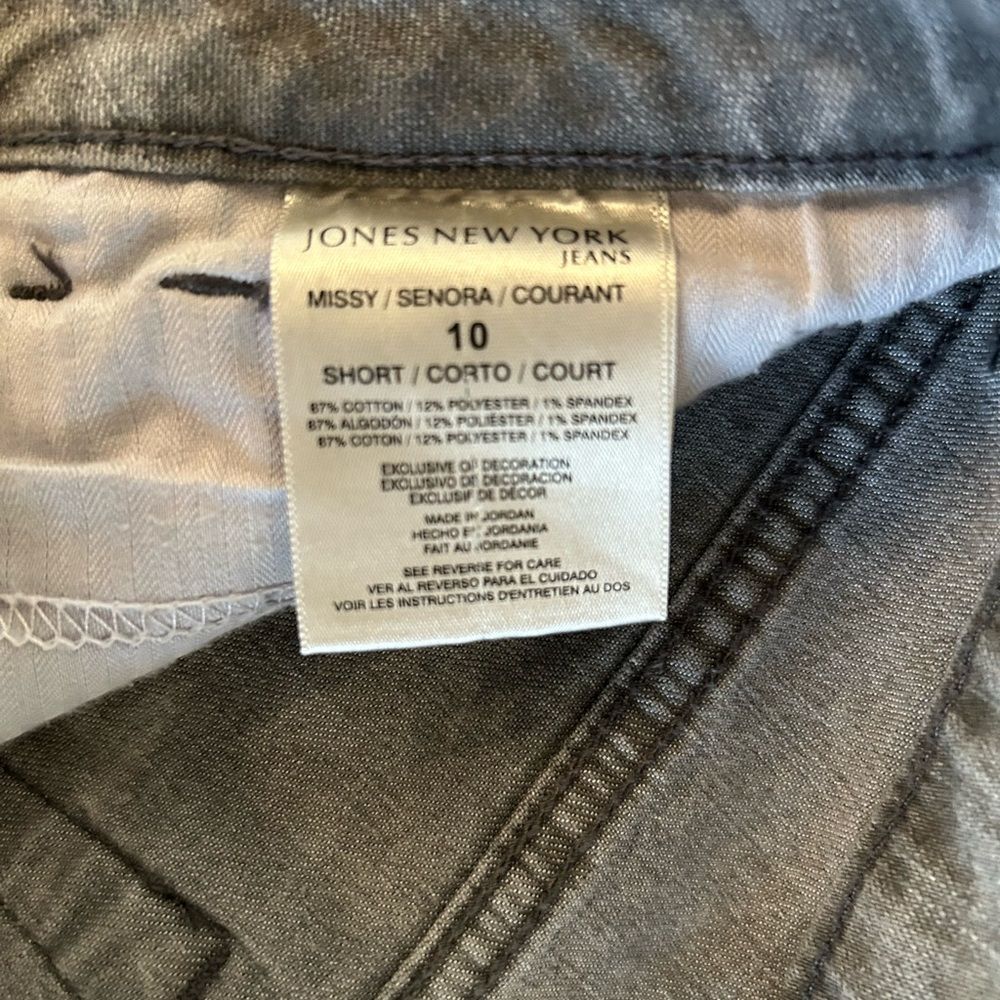 JONES NEW YORK
JEANS
MISSY / SENORA / COURANT
10
SHORT / CORTO / COURT
87% COTTON / 12% POLYESTER / 1% SPANDEX
87% ALGODÓN / 12% POLIÉSTER / 1% SPANDEX
87% COTON / 12% POLYESTER / 1% SPANDEX
EXCLUSIVE OF DECORATION
EXCLUSIVO DE DECORACION
EXCLUSIF DE DÉCOR
MADE IN JORDAN
HECHO EN JORDANIA
FAIT AU JORDANIE
SEE REVERSE FOR CARE
VER AL REVERSO PARA EL CUIDADO
VOIR LES INSTRUCTIONS D'ENTRETIEN AU DOS